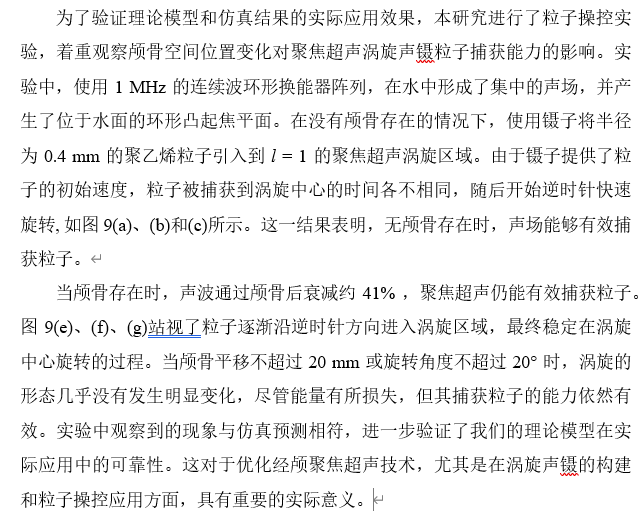 为了验证理论模型和仿真结果的实际应用效果，本研究进行了粒子操控实
验，着重观察颅骨空间位置变化对聚焦超声涡旋声镊粒子捕获能力的影响。实
验中，使用 1 MHz 的连续波环形换能器阵列，在水中形成了集中的声场，并产
生了位于水面的环形凸起焦平面。在没有颅骨存在的情况下，使用镊子将半径
为 0.4 mm 的聚乙烯粒子引入到 l = 1 的聚焦超声涡旋区域。由于镊子提供了粒
子的初始速度，粒子被捕获到涡旋中心的时间各不相同，随后开始逆时针快速
旋转, 如图 9(a)、(b)和(c)所示。这一结果表明，无颅骨存在时，声场能够有效捕
获粒子。
当颅骨存在时，声波通过颅骨后衰减约 41% ，聚焦超声仍能有效捕获粒子。
图 9(e)、(f)、(g)站视了粒子逐渐沿逆时针方向进入涡旋区域，最终稳定在涡旋
中心旋转的过程。当颅骨平移不超过 20 mm 或旋转角度不超过 20° 时，涡旋的
形态几乎没有发生明显变化，尽管能量有所损失，但其捕获粒子的能力依然有
效。实验中观察到的现象与仿真预测相符，进一步验证了我们的理论模型在实
际应用中的可靠性。这对于优化经颅聚焦超声技术，尤其是在涡旋声镊的构建
和粒子操控应用方面，具有重要的实际意义。